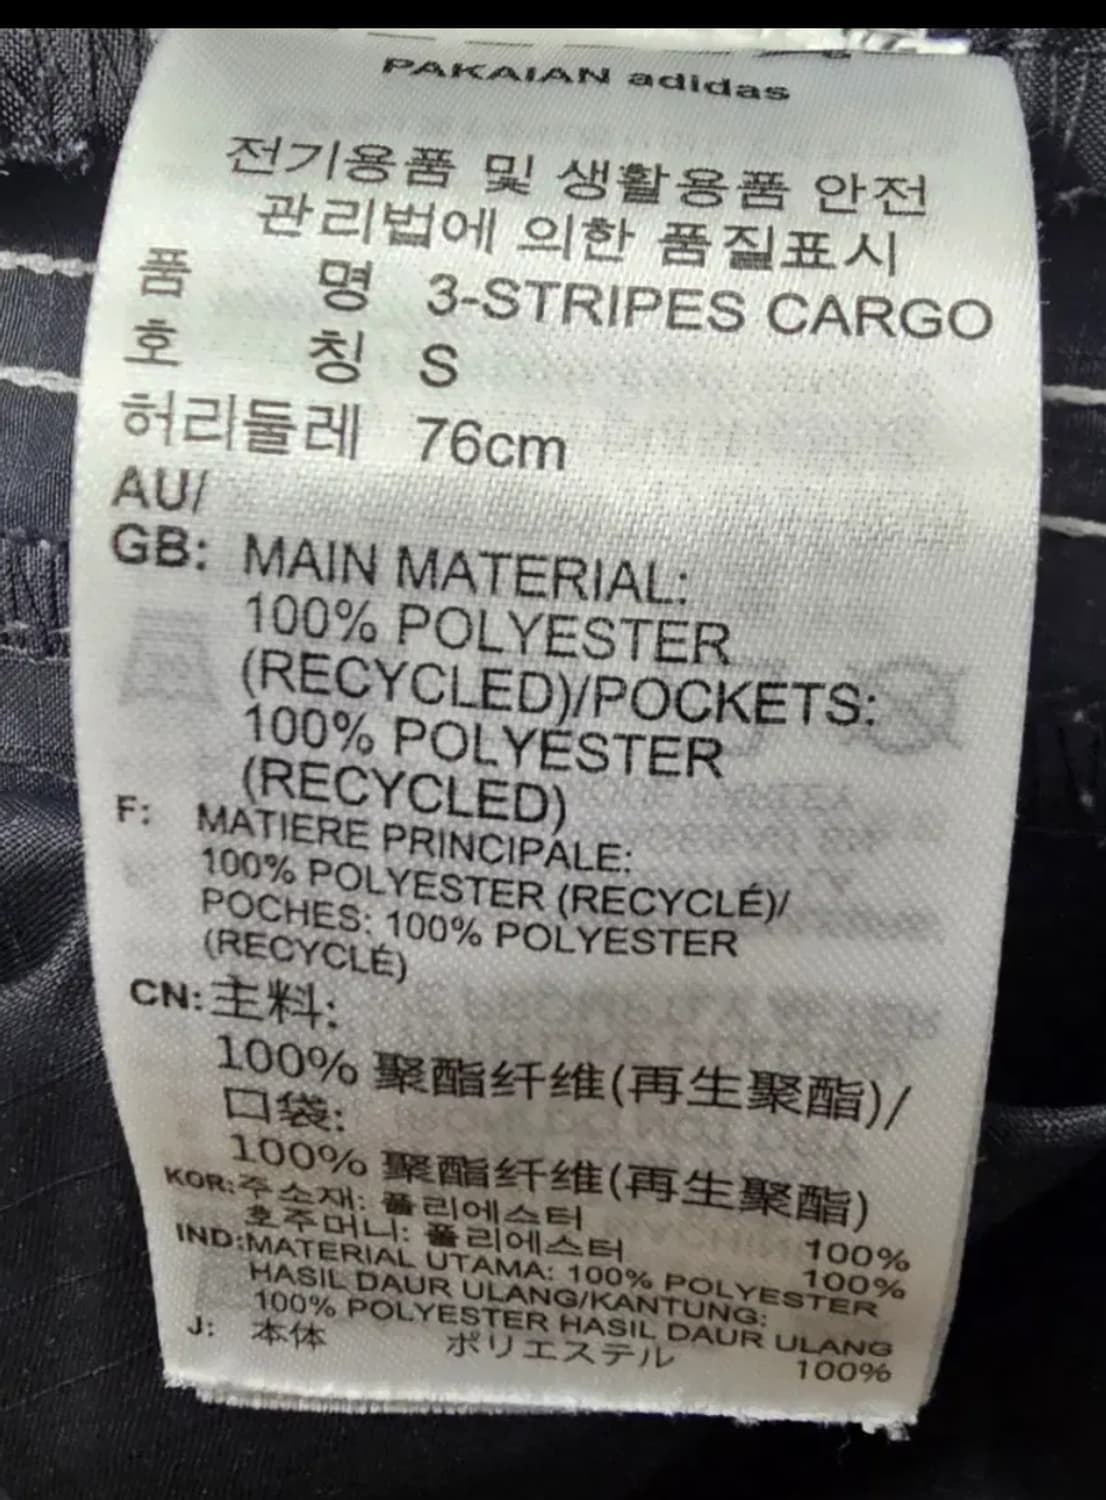 PAKAIAN adidas
전기용품 및 생활용품 안전
관리법에 의한 품질표시
품 명 3-STRIPES CARGO
호 칭 S
허리둘레 76cm
AU/
GB: MAIN MATERIAL:
100% POLYESTER
(RECYCLED)/POCKETS:
100% POLYESTER
(RECYCLED)
F: MATIERE PRINCIPALE:
100% POLYESTER (RECYCLÉ)/
POCHES: 100% POLYESTER
(RECYCLÉ)
CN: 主料:
100% 聚酯纤维(再生聚酯)/
口袋:
100% 聚酯纤维(再生聚酯)
KOR: 주소재: 폴리에스터 100%
호주머니: 폴리에스터 100%
IND: MATERIAL UTAMA: 100% POLYESTER
HASIL DAUR ULANG/KANTUNG:
100% POLYESTER HASIL DAUR ULANG
J: 本体 ポリエステル 100%